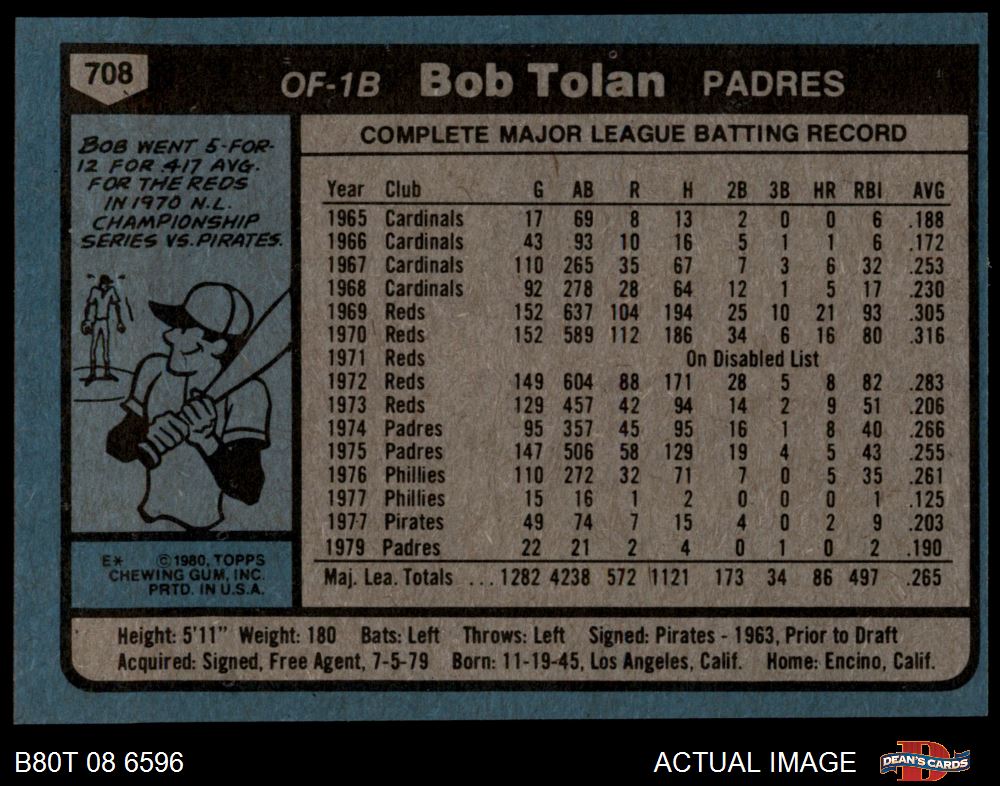 708
OF-1B Bob Tolan PADRES
BOB WENT 5-FOR-
12 FOR .417 AVG.
FOR THE REDS
IN 1970 N.L.
CHAMPIONSHIP
SERIES VS. PIRATES.
COMPLETE MAJOR LEAGUE BATTING RECORD
Year Club G AB R H 2B 3B HR RBI AVG
1965 Cardinals 17 69 8 13 2 0 0 6 .188
1966 Cardinals 43 93 10 16 5 1 1 6 .172
1967 Cardinals 110 265 35 67 7 3 6 32 .253
1968 Cardinals 92 278 28 64 12 1 5 17 .230
1969 Reds 152 637 104 194 25 10 21 93 .305
1970 Reds 152 589 112 186 34 6 16 80 .316
1971 Reds On Disabled List
1972 Reds 149 604 88 171 28 5 8 82 .283
1973 Reds 129 457 42 94 14 2 9 51 .206
1974 Padres 95 357 45 95 16 1 8 40 .266
1975 Padres 147 506 58 129 19 4 5 43 .255
1976 Phillies 110 272 32 71 7 0 5 35 .261
1977 Phillies 15 16 1 2 0 0 0 1 .125
1977 Pirates 49 74 7 15 4 0 2 9 .203
1979 Padres 22 21 2 4 0 1 0 2 .190
Maj. Lea. Totals ... 1282 4238 572 1121 173 34 86 497 .265
E* ©1980, TOPPS
CHEWING GUM, INC.
PRTD. IN U.S.A.
Height: 5'11" Weight: 180 Bats: Left Throws: Left Signed: Pirates - 1963, Prior to Draft
Acquired: Signed, Free Agent, 7-5-79 Born: 11-19-45, Los Angeles, Calif. Home: Encino, Calif.
B80T 08 6596
ACTUAL IMAGE
DEAN'S CARDS